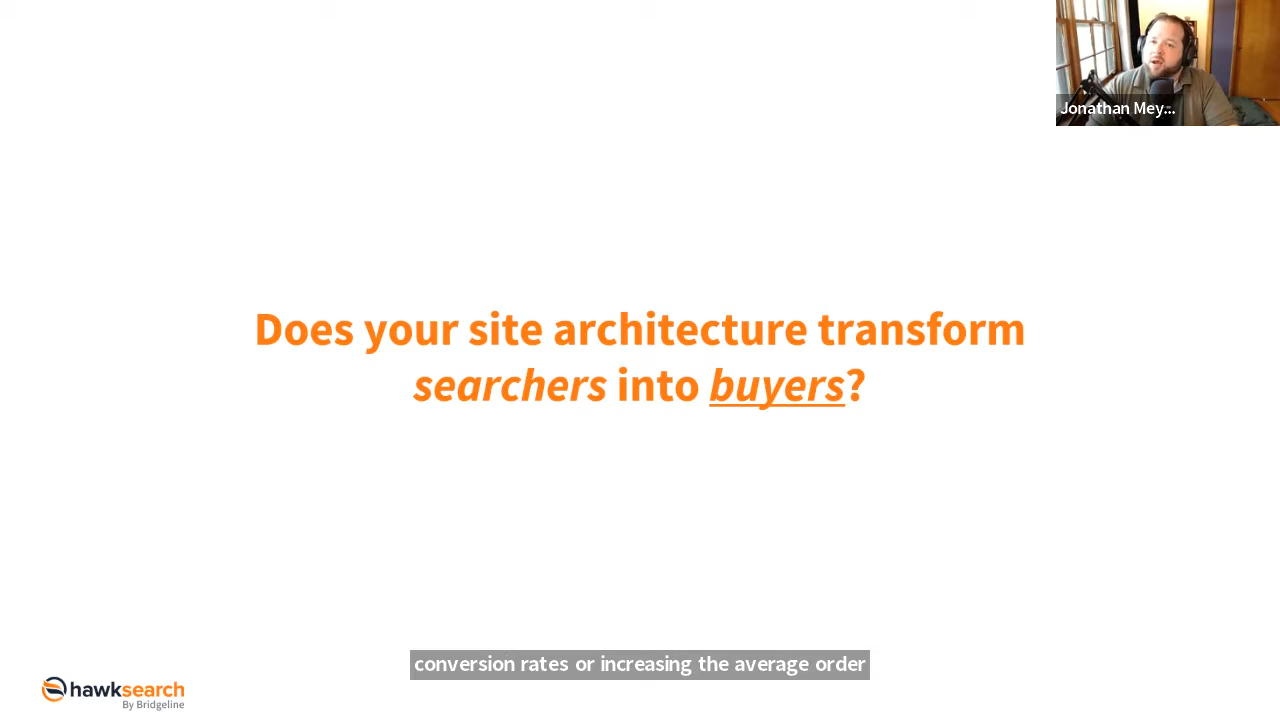 Jonathan Mey...
Does your site architecture transform
searchers into buyers?
conversion rates or increasing the average order
hawksearch
By Bridgeline